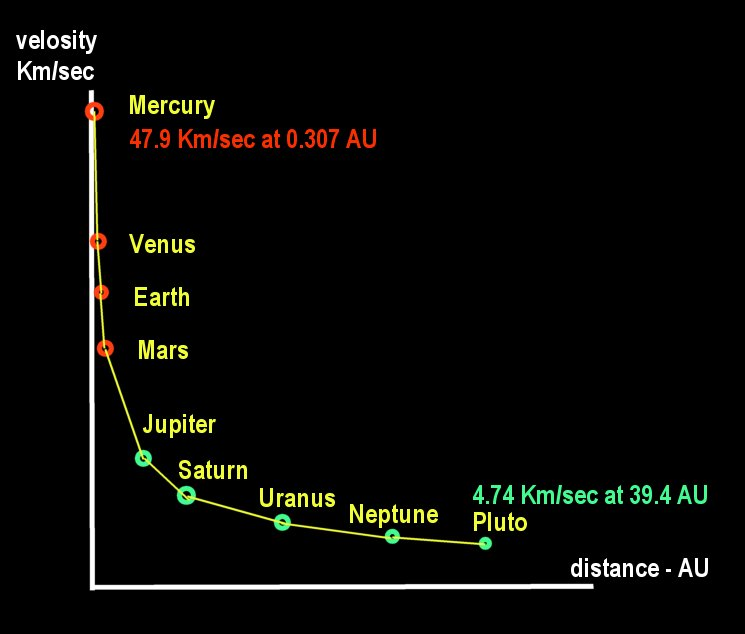 velosity
Km/sec
Mercury
47.9 Km/sec at 0.307 AU
Venus
Earth
Mars
Jupiter
Saturn
Uranus
Neptune
4.74 Km/sec at 39.4 AU
Pluto
distance - AU